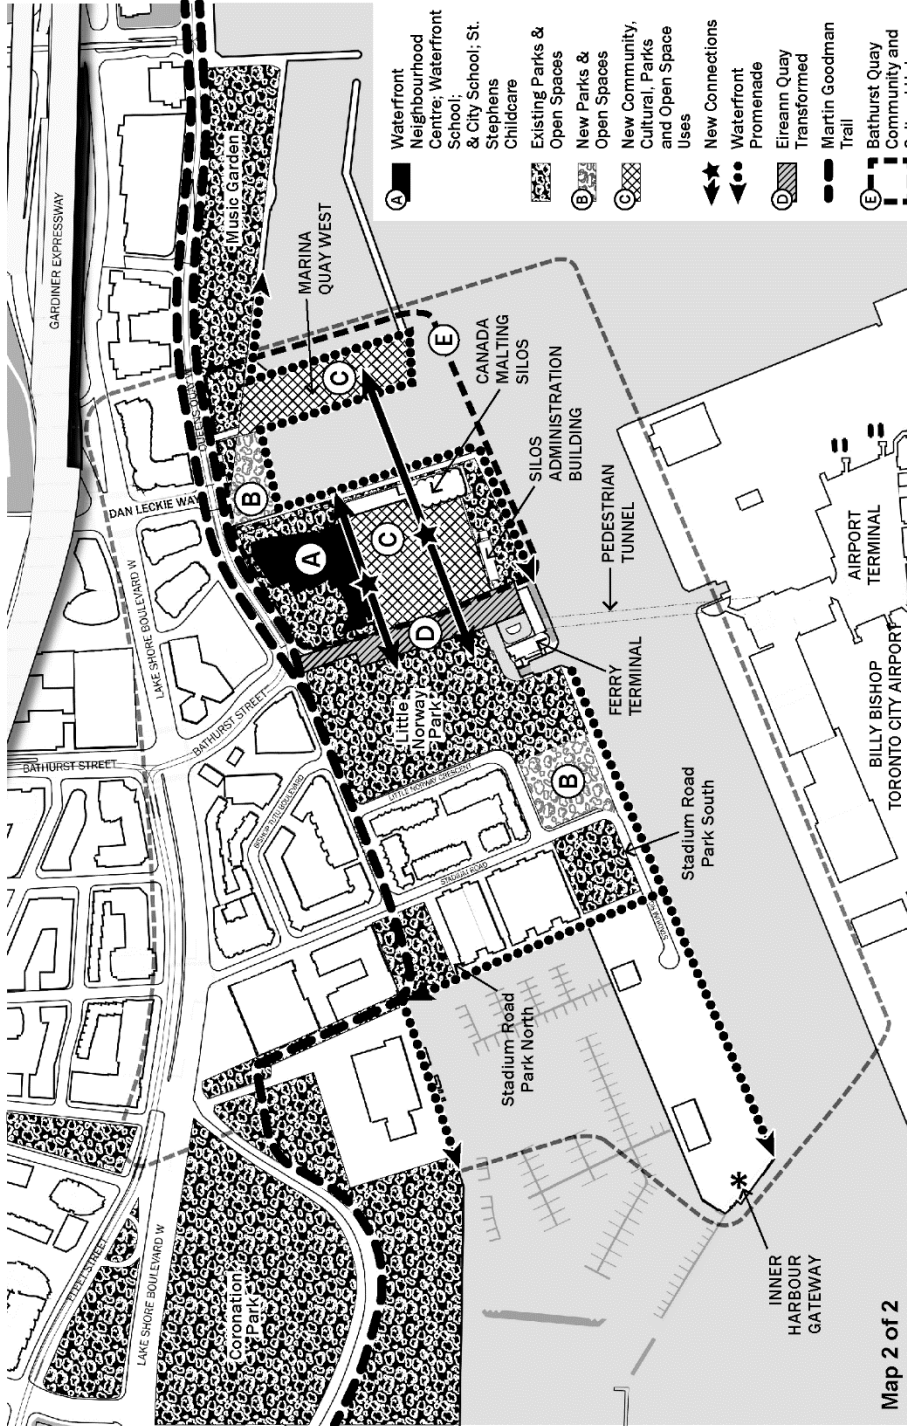 GARDINER EXPRESSWAY
Music Garden
MARINA
QUAY WEST
C
E
CANADA
MALTING
SILOS
SILOS
ADMINISTRATION
BUILDING
B
DAN LECKIE WAY
LAKE SHORE BOULEVARD W
A
C
D
PEDESTRIAN
TUNNEL
FERRY
TERMINAL
AIRPORT
TERMINAL
BILLY BISHOP
TORONTO CITY AIRPORT
BATHURST STREET
BATHURST STREET
Little
Norway
Park
LITTLE NORWAY CRESCENT
B
BISHOP TUTU BOULEVARD
STADIUM ROAD
Stadium Road
Park South
Stadium Road
Park North
FLEET STREET
LAKE SHORE BOULEVARD W
Coronation
Park
INNER
HARBOUR
GATEWAY
A
Waterfront
Neighbourhood
Centre; Waterfront
School;
& City School; St.
Stephens
Childcare
Existing Parks &
Open Spaces
B
New Parks &
Open Spaces
C
New Community,
Cultural, Parks
and Open Space
Uses
New Connections
Waterfront
Promenade
D
Eireann Quay
Transformed
Martin Goodman
Trail
E
Bathurst Quay
Community and
Map 2 of 2